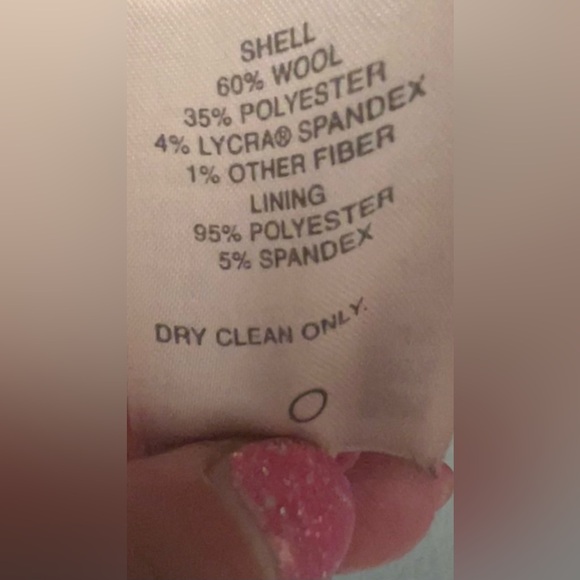 SHELL
60% WOOL
35% POLYESTER
4% LYCRA® SPANDEX
1% OTHER FIBER
LINING
95% POLYESTER
5% SPANDEX
DRY CLEAN ONLY.